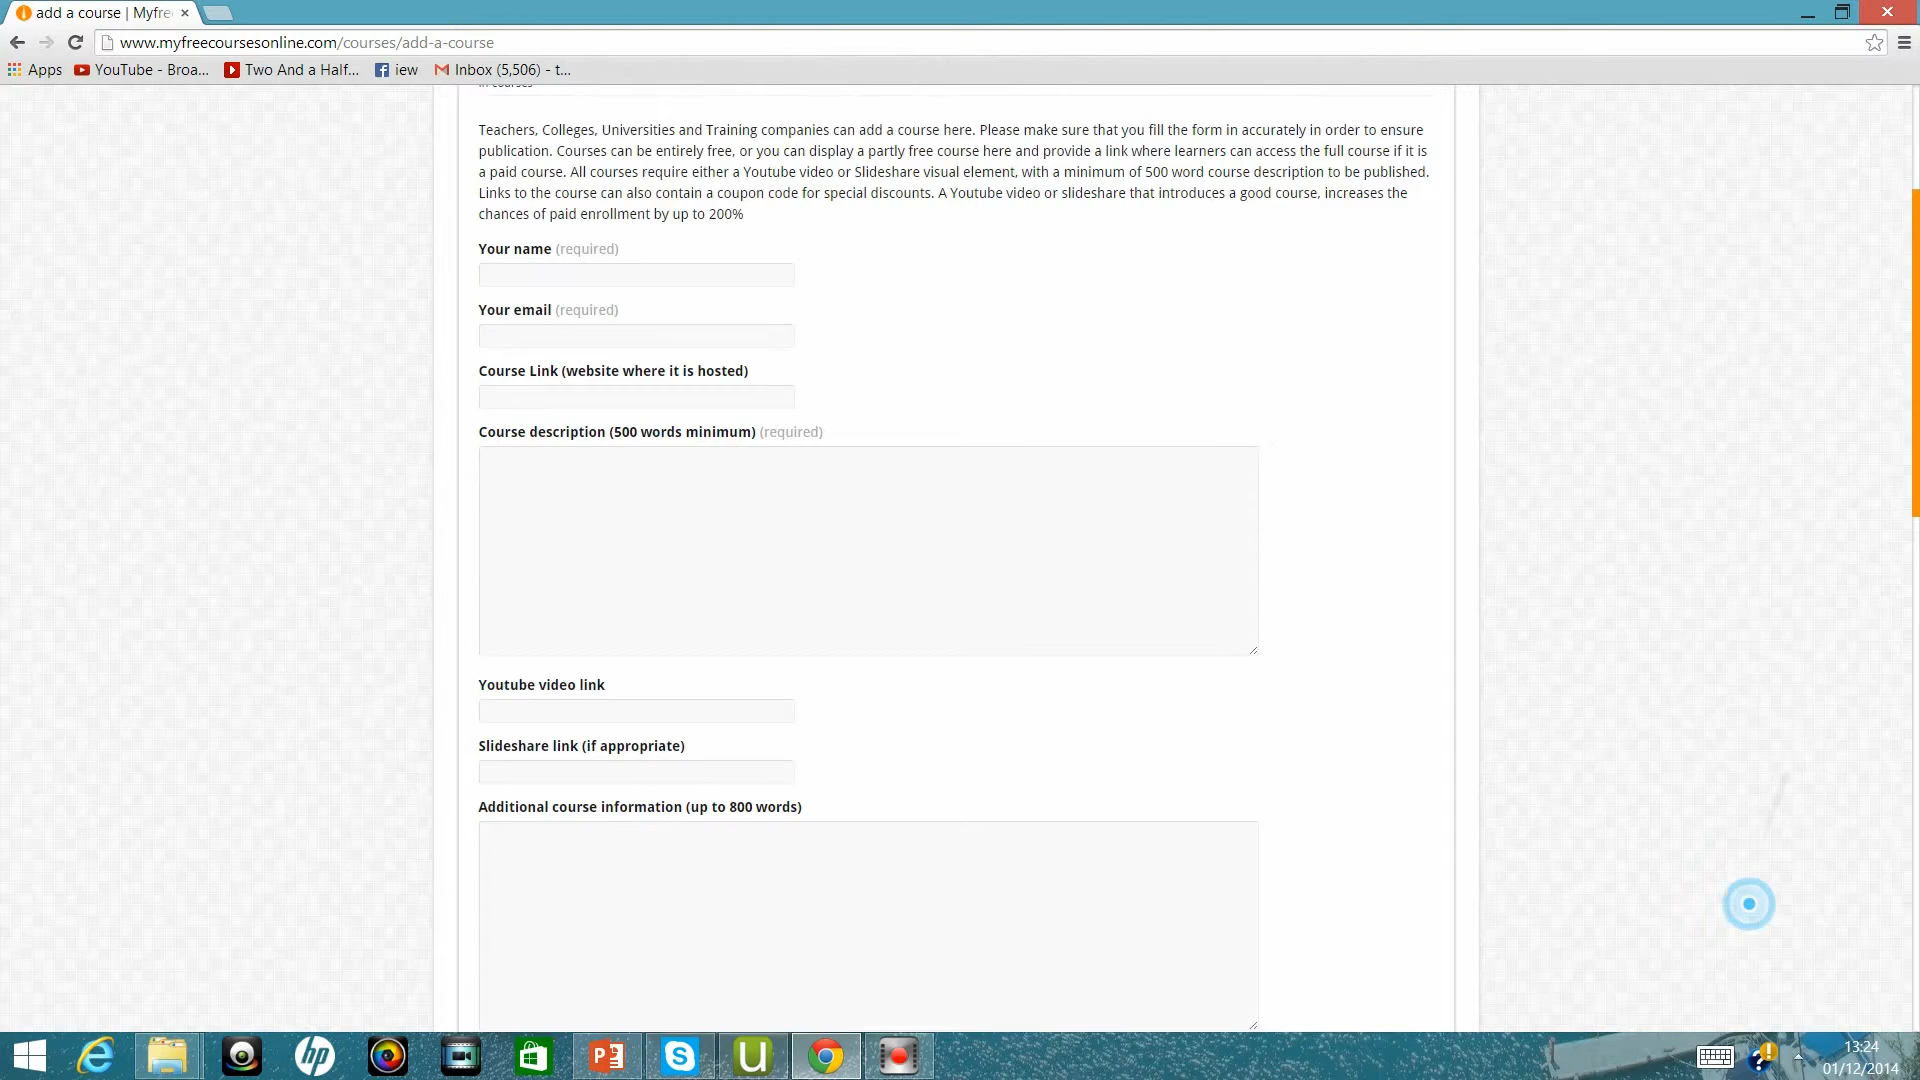 add a course | Myfre
www.myfreecoursesonline.com/courses/add-a-course
Apps YouTube - Broa... Two And a Half... iew Inbox (5,506) - t...
in courses
Teachers, Colleges, Universities and Training companies can add a course here. Please make sure that you fill the form in accurately in order to ensure
publication. Courses can be entirely free, or you can display a partly free course here and provide a link where learners can access the full course if it is
a paid course. All courses require either a Youtube video or Slideshare visual element, with a minimum of 500 word course description to be published.
Links to the course can also contain a coupon code for special discounts. A Youtube video or slideshare that introduces a good course, increases the
chances of paid enrollment by up to 200%
Your name (required)
Your email (required)
Course Link (website where it is hosted)
Course description (500 words minimum) (required)
Youtube video link
Slideshare link (if appropriate)
Additional course information (up to 800 words)
13:24
01/12/2014